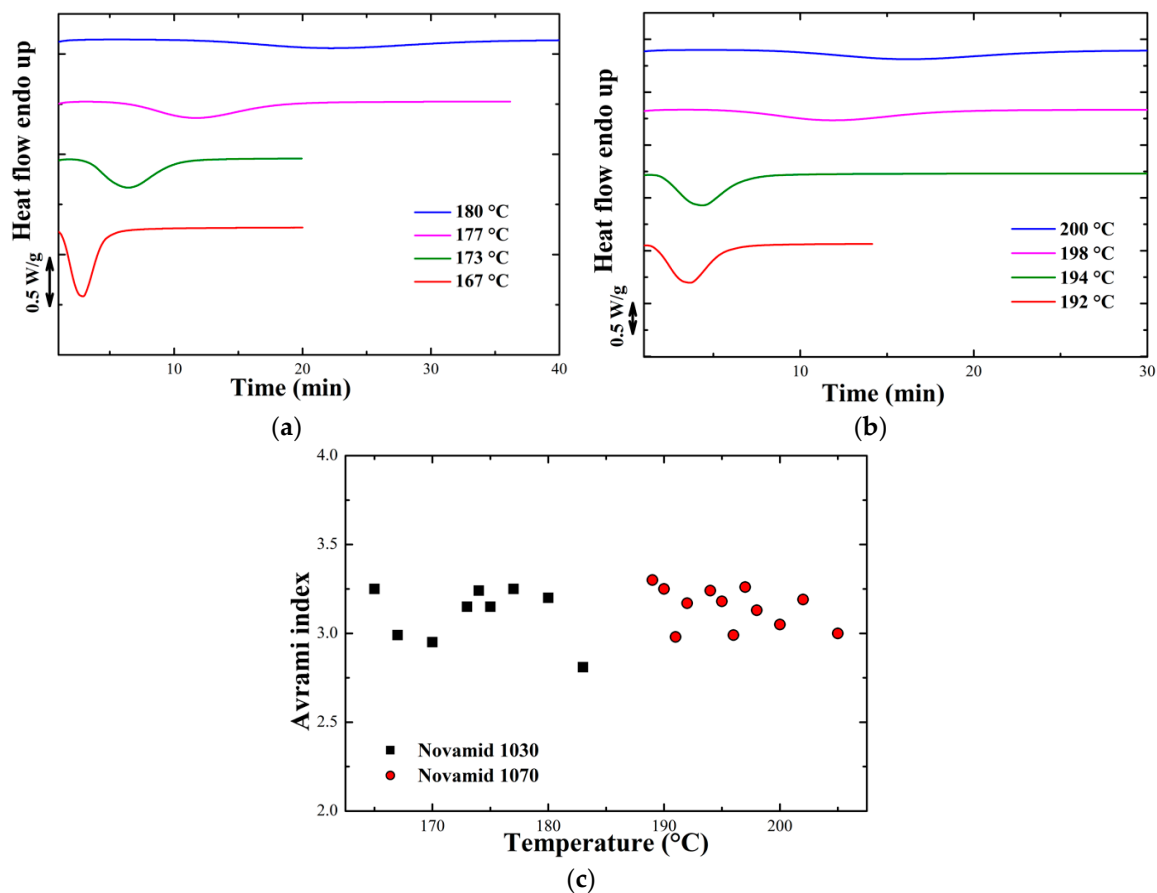 (a)
Heat flow endo up
0.5 W/g
180 °C
177 °C
173 °C
167 °C
10
20
30
40
Time (min)
(b)
Heat flow endo up
0.5 W/g
200 °C
198 °C
194 °C
192 °C
10
20
30
Time (min)
4.0
3.5
3.0
2.5
2.0
Avrami index
Novamid 1030
Novamid 1070
170
180
190
200
Temperature (°C)
(c)